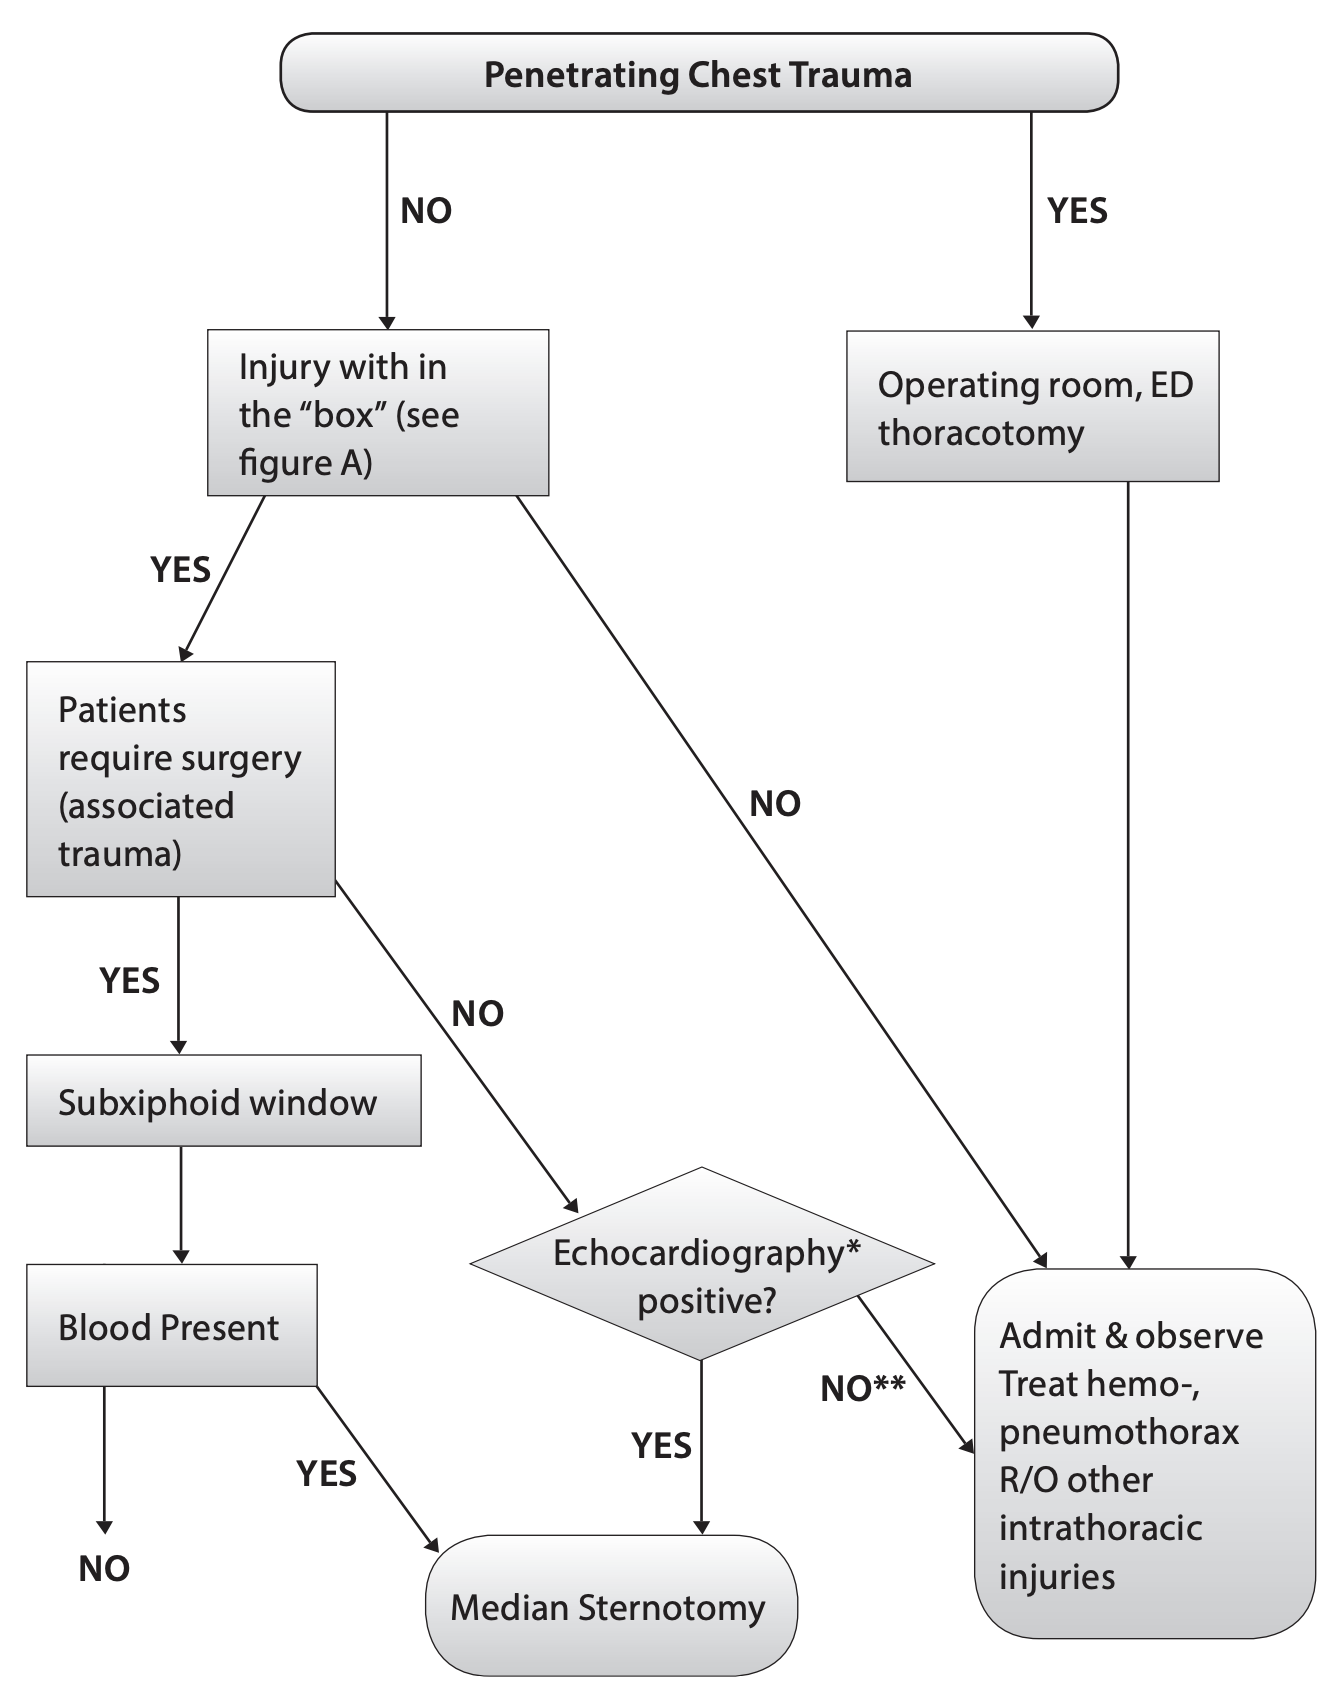 Penetrating Chest Trauma
NO
YES
Injury with in
the “box” (see
figure A)
Operating room, ED
thoracotomy
YES
NO
Patients
require surgery
(associated
trauma)
YES
NO
Subxiphoid window
Echocardiography*
positive?
Blood Present
Admit & observe
Treat hemo-,
pneumothorax
R/O other
intrathoracic
injuries
NO**
YES
YES
NO
Median Sternotomy